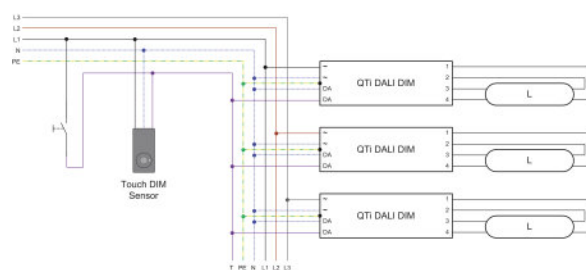 L3
L2
L1
N
PE
~
~
DA
DA
QTi DALI DIM
1
2
3
4
L
~
~
DA
DA
QTi DALI DIM
1
2
3
4
L
Touch DIM
Sensor
~
~
DA
DA
QTi DALI DIM
1
2
3
4
L
T PE N L1 L2 L3